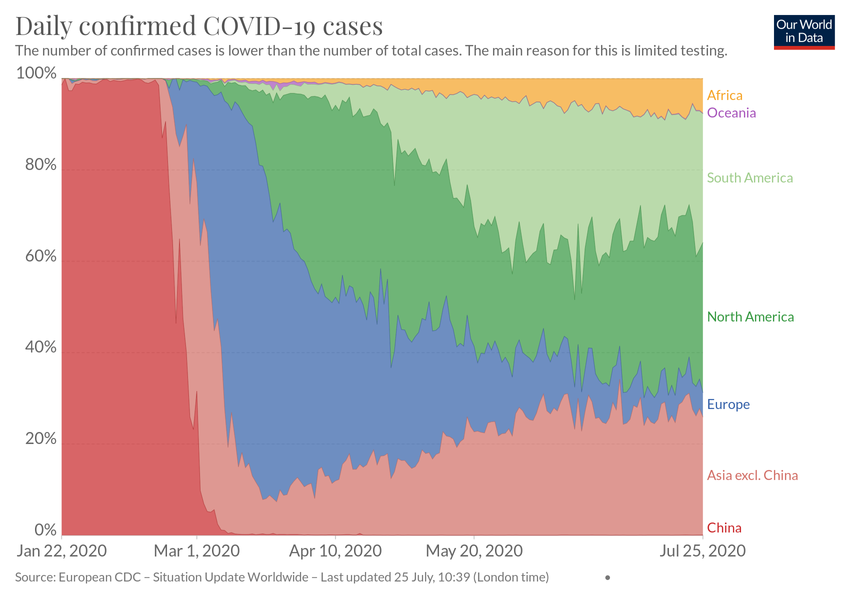 Daily confirmed COVID-19 cases
Our World
in Data
The number of confirmed cases is lower than the number of total cases. The main reason for this is limited testing.
100%
80%
60%
40%
20%
0%
Africa
Oceania
South America
North America
Europe
Asia excl. China
China
Jan 22, 2020
Mar 1, 2020
Apr 10, 2020
May 20, 2020
Jul 25, 2020
Source: European CDC – Situation Update Worldwide – Last updated 25 July, 10:39 (London time)
•